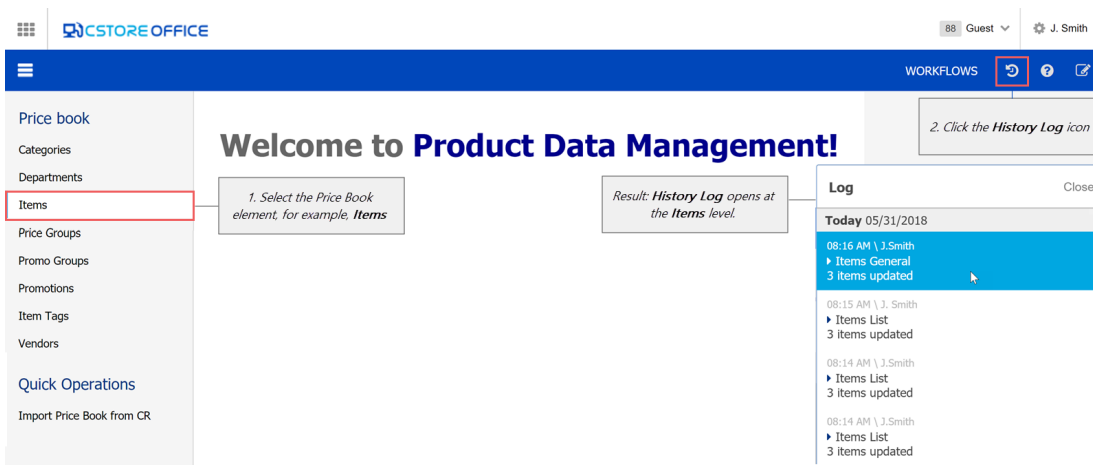 CSTOREOFFICE
88 Guest
J. Smith
WORKFLOWS
Price book
Categories
Departments
Items
Price Groups
Promo Groups
Promotions
Item Tags
Vendors
Quick Operations
Import Price Book from CR
Welcome to Product Data Management!
1. Select the Price Book
element, for example, Items
Result: History Log opens at
the Items level.
2. Click the History Log icon
Log
Close
Today 05/31/2018
08:16 AM \ J.Smith
Items General
3 items updated
08:15 AM \ J. Smith
Items List
3 items updated
08:14 AM \ J.Smith
Items List
3 items updated
08:14 AM \ J.Smith
Items List
3 items updated